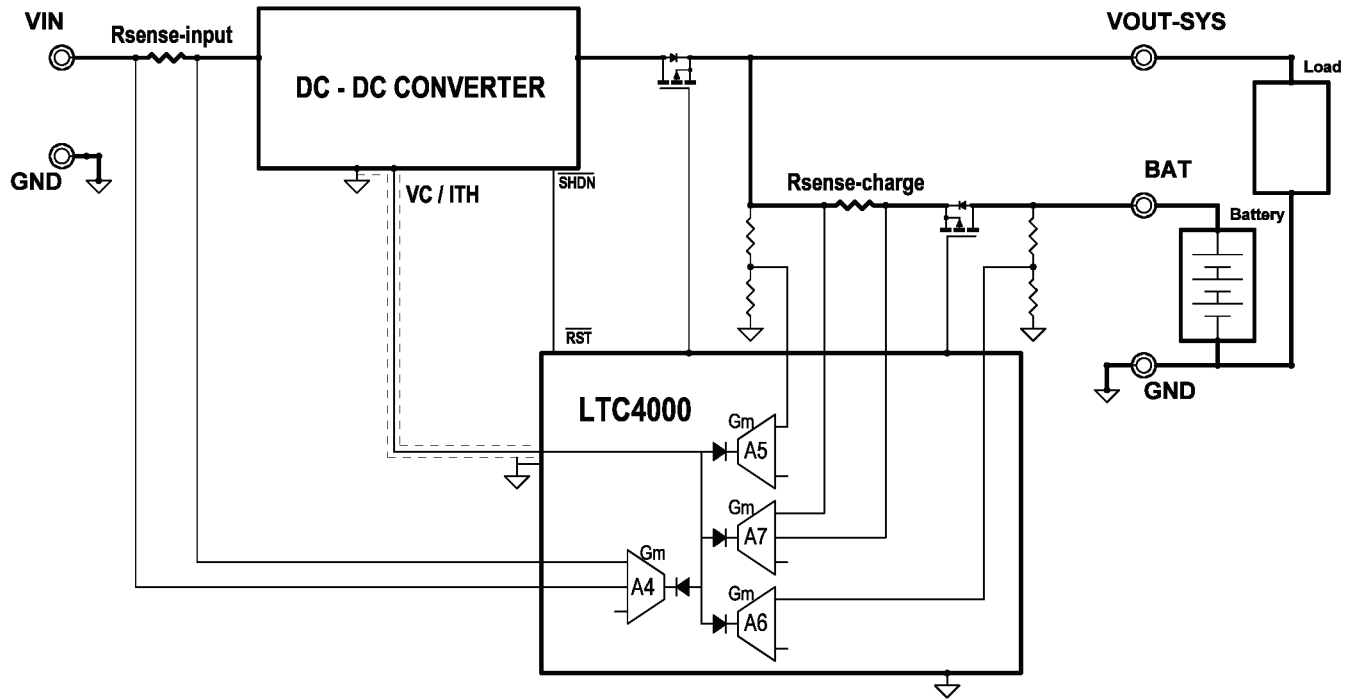 VIN
Rsense-input
DC - DC CONVERTER
VOUT-SYS
Load
GND
VC / ITH
SHDN
Rsense-charge
BAT
Battery
RST
GND
LTC4000
Gm
A5
Gm
A7
Gm
A4
Gm
A6